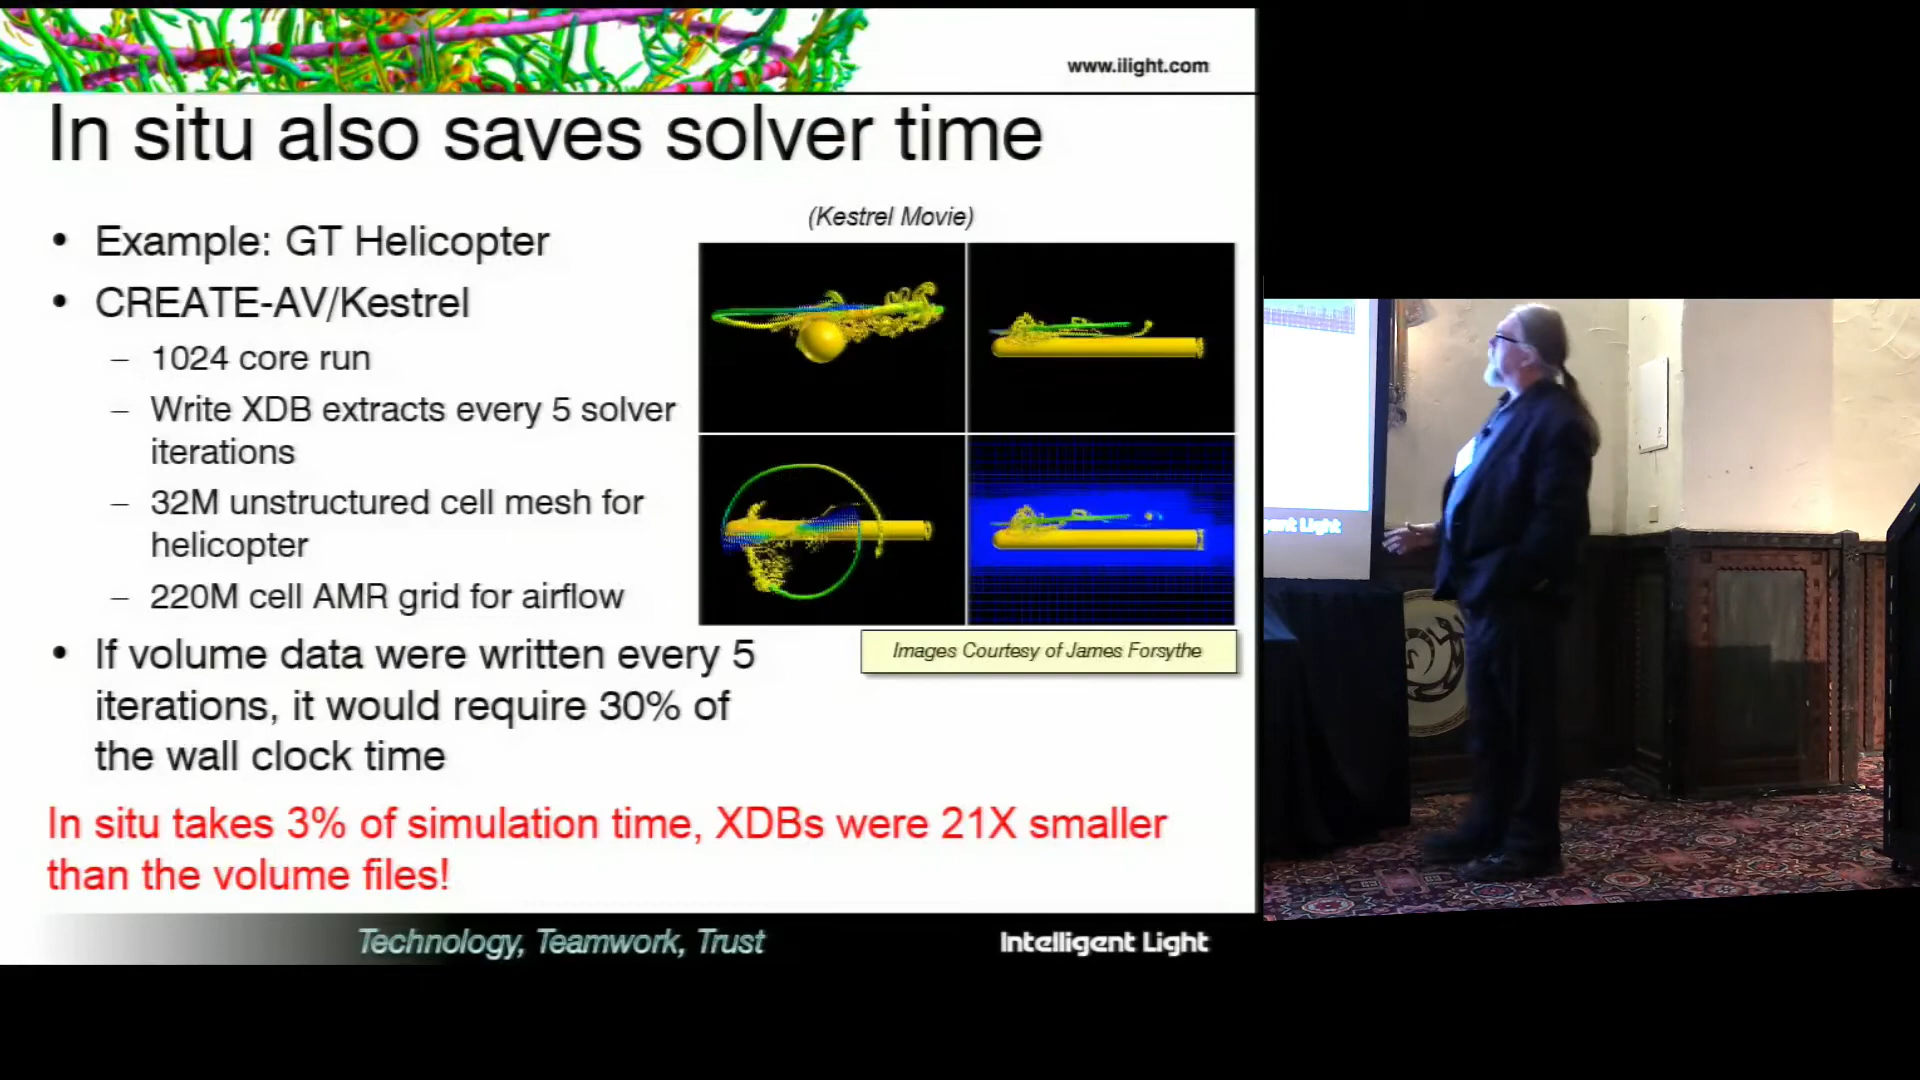 www.ilight.com
In situ also saves solver time
(Kestrel Movie)
• Example: GT Helicopter
• CREATE-AV/Kestrel
– 1024 core run
– Write XDB extracts every 5 solver
iterations
– 32M unstructured cell mesh for
helicopter
– 220M cell AMR grid for airflow
Images Courtesy of James Forsythe
• If volume data were written every 5
iterations, it would require 30% of
the wall clock time
In situ takes 3% of simulation time, XDBs were 21X smaller
than the volume files!
Technology, Teamwork, Trust
Intelligent Light
Light